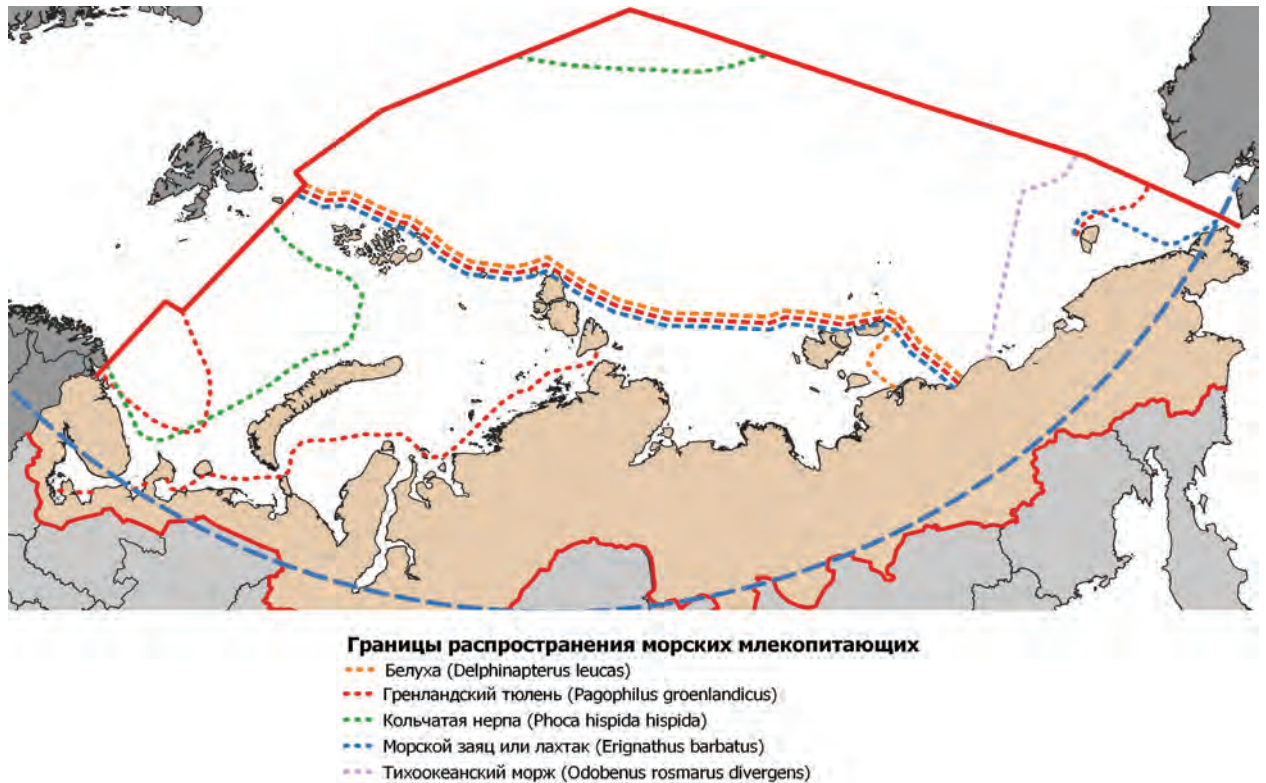 Границы распространения морских млекопитающих
Белуха (Delphinapterus leucas)
Гренландский тюлень (Pagophilus groenlandicus)
Кольчатая нерпа (Phoca hispida hispida)
Морской заяц или лахтак (Erignathus barbatus)
Тихоокеанский морж (Odobenus rosmarus divergens)